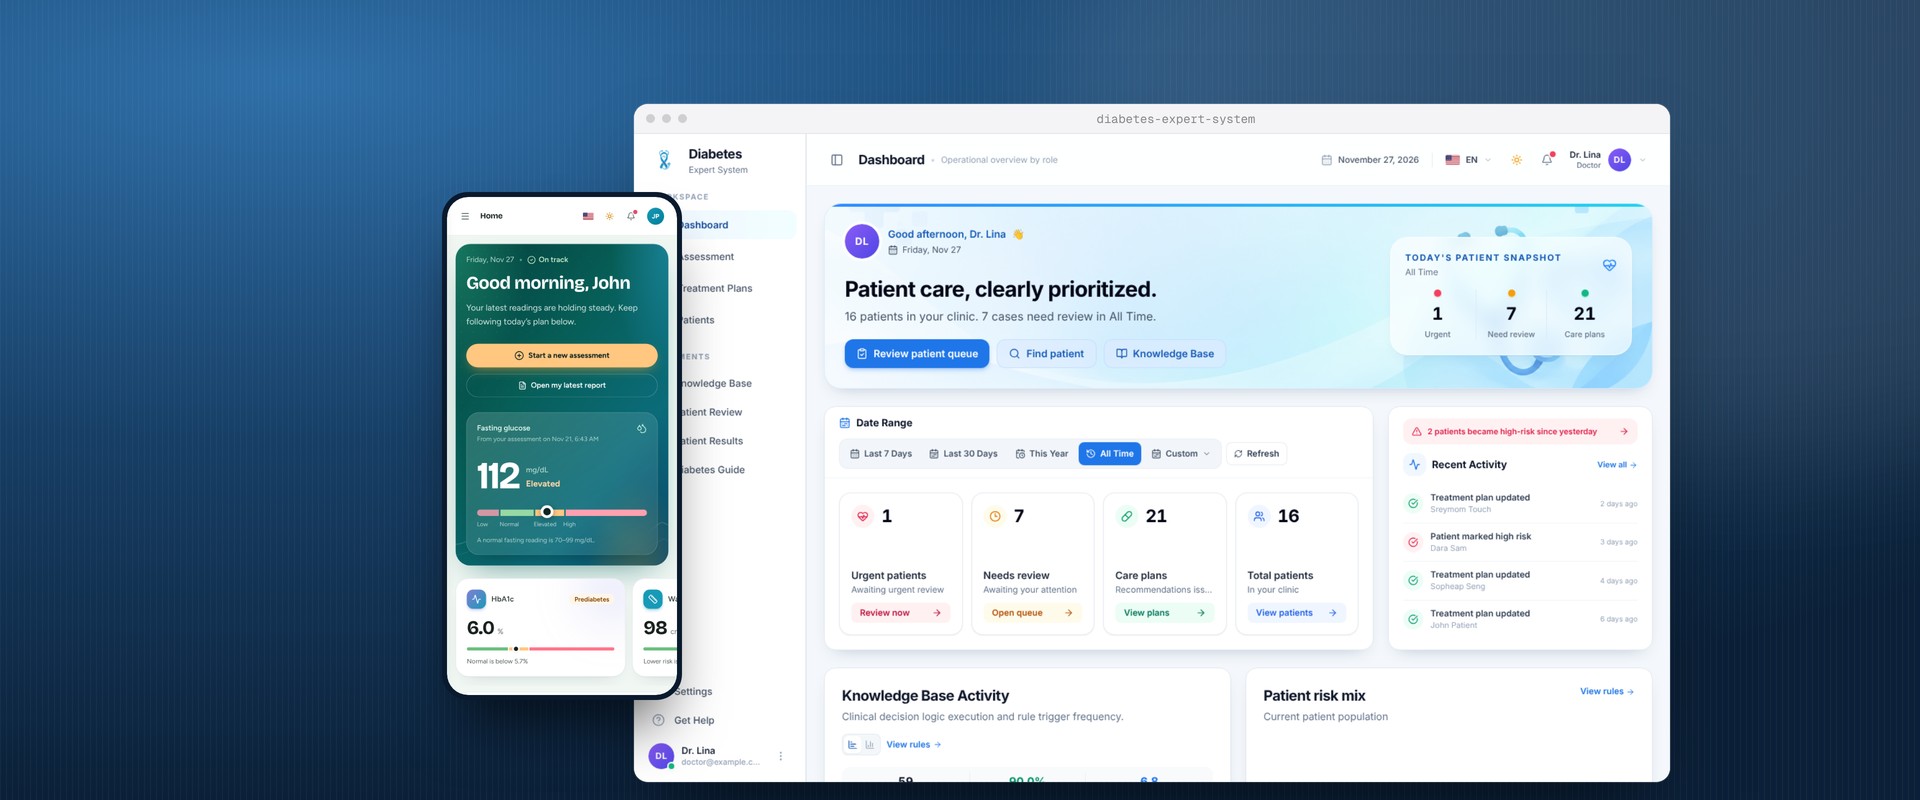 diabetes-expert-system
Diabetes
Expert System
Dashboard
Assessment
Treatment Plans
Patients
Knowledge Base
Patient Review
Patient Results
Diabetes Guide
Settings
Get Help
DL
Dr. Lina
doctor@example.c...
Dashboard • Operational overview by role
November 27, 2026
EN
Dr. Lina
Doctor
DL
DL
Good afternoon, Dr. Lina 👋
Friday, Nov 27
Patient care, clearly prioritized.
16 patients in your clinic. 7 cases need review in All Time.
Review patient queue
Find patient
Knowledge Base
TODAY'S PATIENT SNAPSHOT
All Time
1 7 21
Urgent Need review Care plans
Date Range
Last 7 Days Last 30 Days This Year All Time Custom Refresh
1
Urgent patients
Awaiting urgent review
Review now →
7
Needs review
Awaiting your attention
Open queue →
21
Care plans
Recommendations iss...
View plans →
16
Total patients
In your clinic
View patients →
2 patients became high-risk since yesterday →
Recent Activity View all →
Treatment plan updated
Sreymom Touch
2 days ago
Patient marked high risk
Dara Sam
3 days ago
Treatment plan updated
Sopheap Seng
4 days ago
Treatment plan updated
John Patient
6 days ago
Knowledge Base Activity
Clinical decision logic execution and rule trigger frequency.
View rules →
59 90.0% 6.8
Patient risk mix View rules →
Current patient population
Home
JP
Friday, Nov 27 • On track
Good morning, John
Your latest readings are holding steady. Keep
following today's plan below.
Start a new assessment
Open my latest report
Fasting glucose
From your assessment on Nov 21, 6:43 AM
112 mg/dL
Elevated
Low Normal Elevated High
A normal fasting reading is 70–99 mg/dL.
HbA1c Prediabetes
6.0 %
Normal is below 5.7%
98
Lower risk